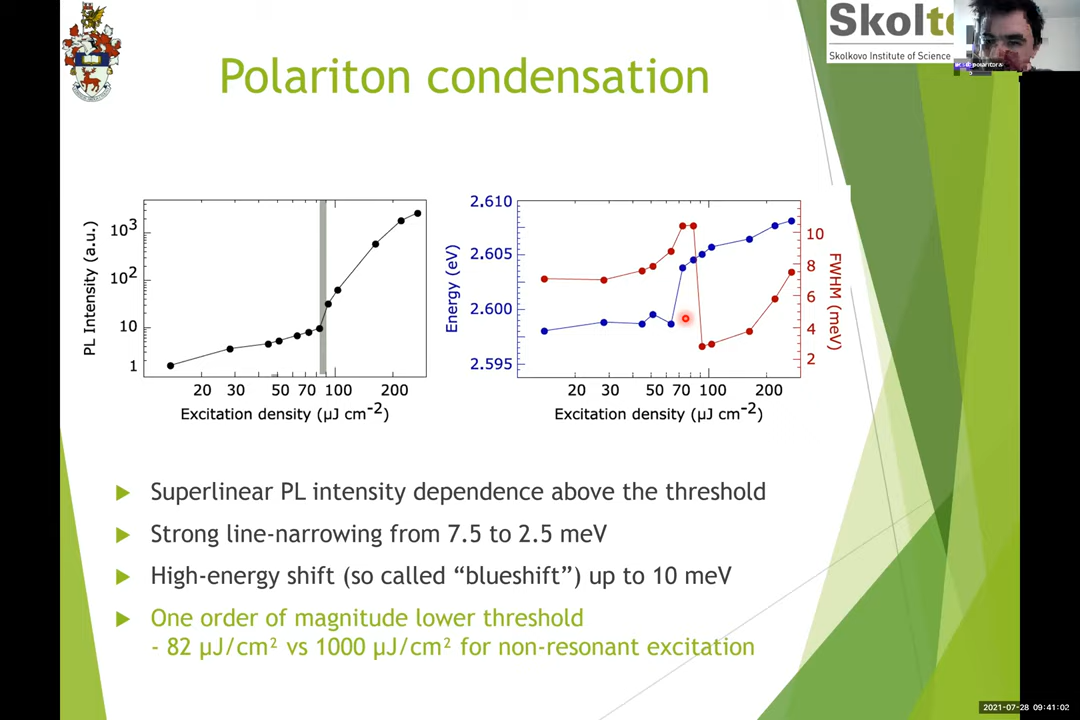 Skolte
Skolkovo Institute of Science
Polariton condensation
PL Intensity (a.u.)
10³
10²
10
1
20 30 50 70 100 200
Excitation density (µJ cm⁻²)
Energy (eV)
2.610
2.605
2.600
2.595
10
8
6
4
2
FWHM (meV)
20 30 50 70 100 200
Excitation density (µJ cm⁻²)
Superlinear PL intensity dependence above the threshold
Strong line-narrowing from 7.5 to 2.5 meV
High-energy shift (so called “blueshift”) up to 10 meV
One order of magnitude lower threshold
- 82 µJ/cm² vs 1000 µJ/cm² for non-resonant excitation
2021-07-28 09:41:02